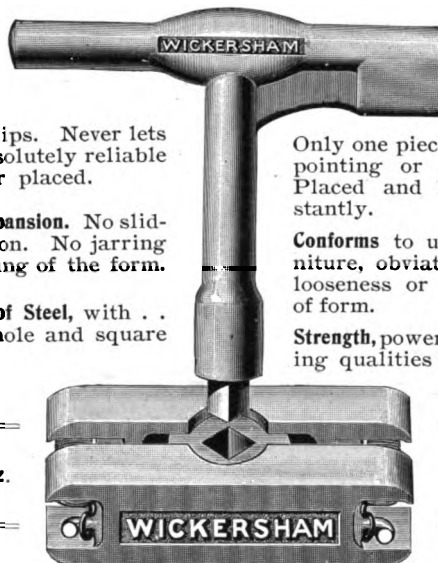 WICKERSHAM
ips. Never lets
solutely reliable
r placed.
pansion. No slid-
on. No jarring
ing of the form.
of Steel, with . .
hole and square
z.
Only one piec
pointing or
Placed and
stantly.
Conforms to u
niture, obviat
looseness or
of form.
Strength, power
ing qualities
WICKERSHAM